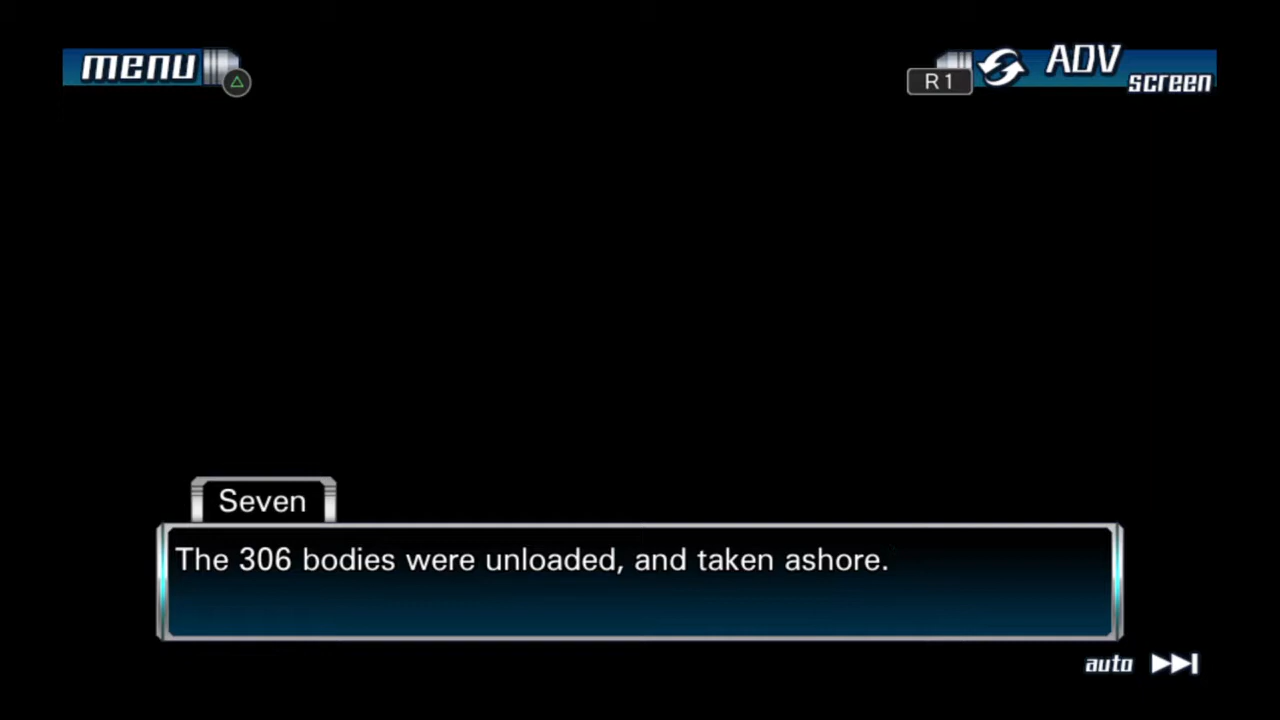 menu
R1
ADV
screen
Seven
The 306 bodies were unloaded, and taken ashore.
auto